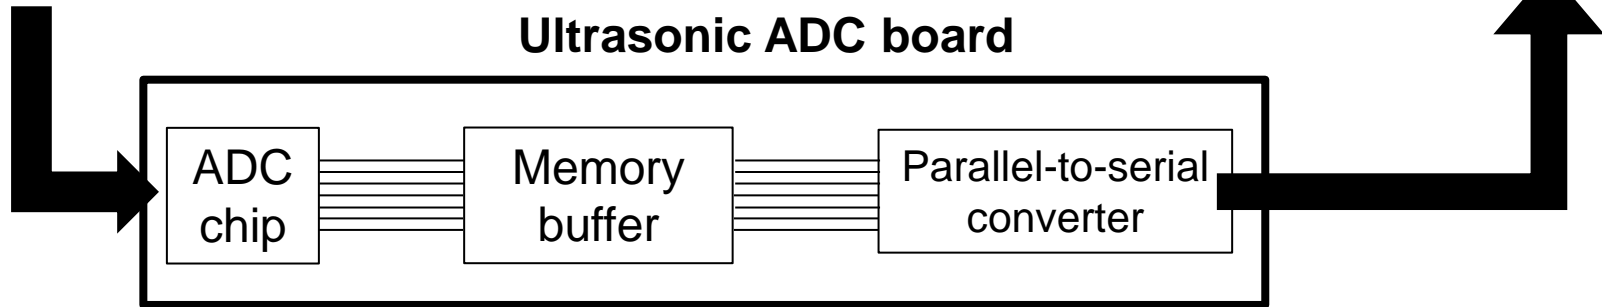 Ultrasonic ADC board
ADC
chip
Memory
buffer
Parallel-to-serial
converter